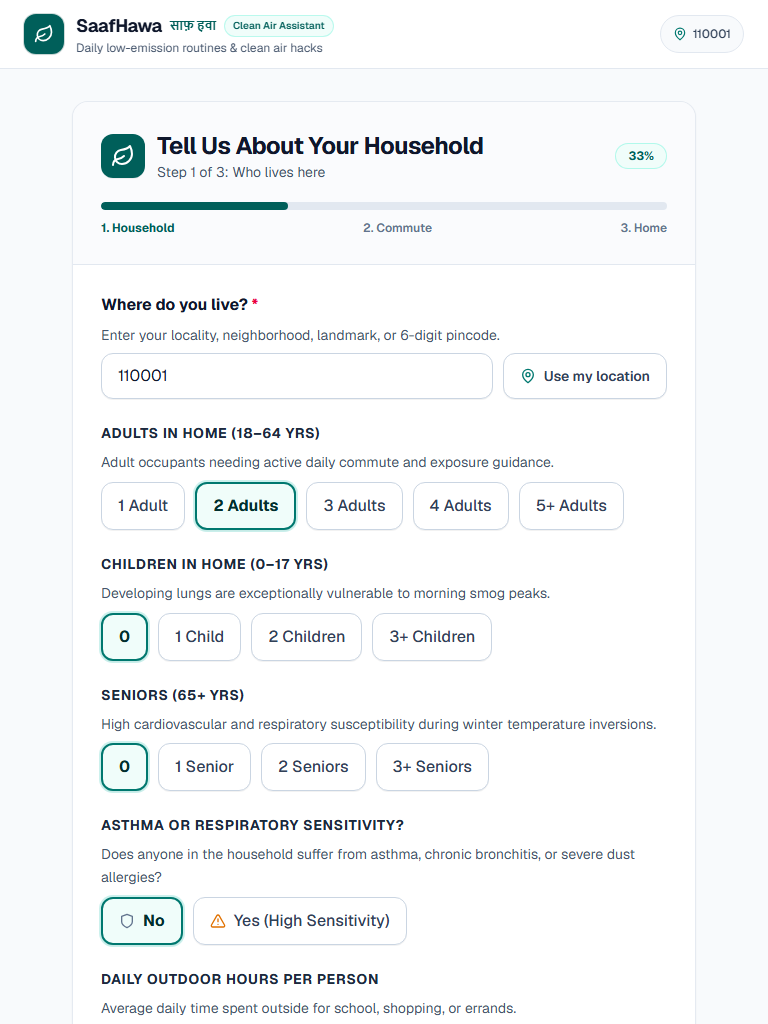 SaafHawa साफ़ हवा Clean Air Assistant
Daily low-emission routines & clean air hacks
110001
Tell Us About Your Household
Step 1 of 3: Who lives here
33%
1. Household 2. Commute 3. Home
Where do you live? *
Enter your locality, neighborhood, landmark, or 6-digit pincode.
110001 Use my location
ADULTS IN HOME (18–64 YRS)
Adult occupants needing active daily commute and exposure guidance.
1 Adult 2 Adults 3 Adults 4 Adults 5+ Adults
CHILDREN IN HOME (0–17 YRS)
Developing lungs are exceptionally vulnerable to morning smog peaks.
0 1 Child 2 Children 3+ Children
SENIORS (65+ YRS)
High cardiovascular and respiratory susceptibility during winter temperature inversions.
0 1 Senior 2 Seniors 3+ Seniors
ASTHMA OR RESPIRATORY SENSITIVITY?
Does anyone in the household suffer from asthma, chronic bronchitis, or severe dust
allergies?
No Yes (High Sensitivity)
DAILY OUTDOOR HOURS PER PERSON
Average daily time spent outside for school, shopping, or errands.